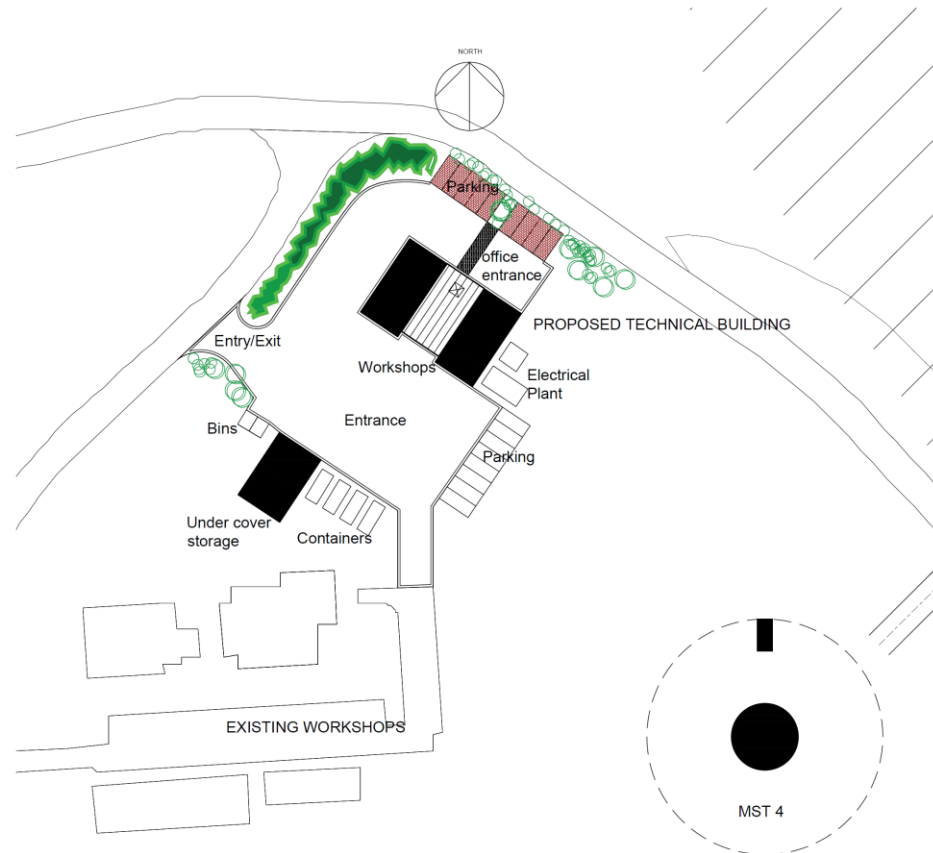 NORTH
Parking
office
entrance
PROPOSED TECHNICAL BUILDING
Entry/Exit
Workshops
Electrical
Plant
Entrance
Bins
Parking
Under cover
storage
Containers
EXISTING WORKSHOPS
MST 4